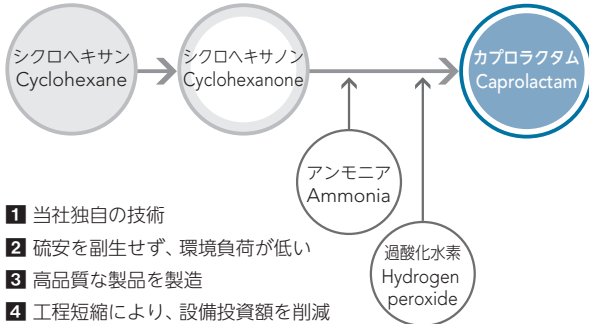 シクロヘキサン
Cyclohexane
シクロヘキサノン
Cyclohexanone
カプロラクタム
Caprolactam
アンモニア
Ammonia
過酸化水素
Hydrogen
peroxide
1 当社独自の技術
2 硫安を副生せず、環境負荷が低い
3 高品質な製品を製造
4 工程短縮により、設備投資額を削減